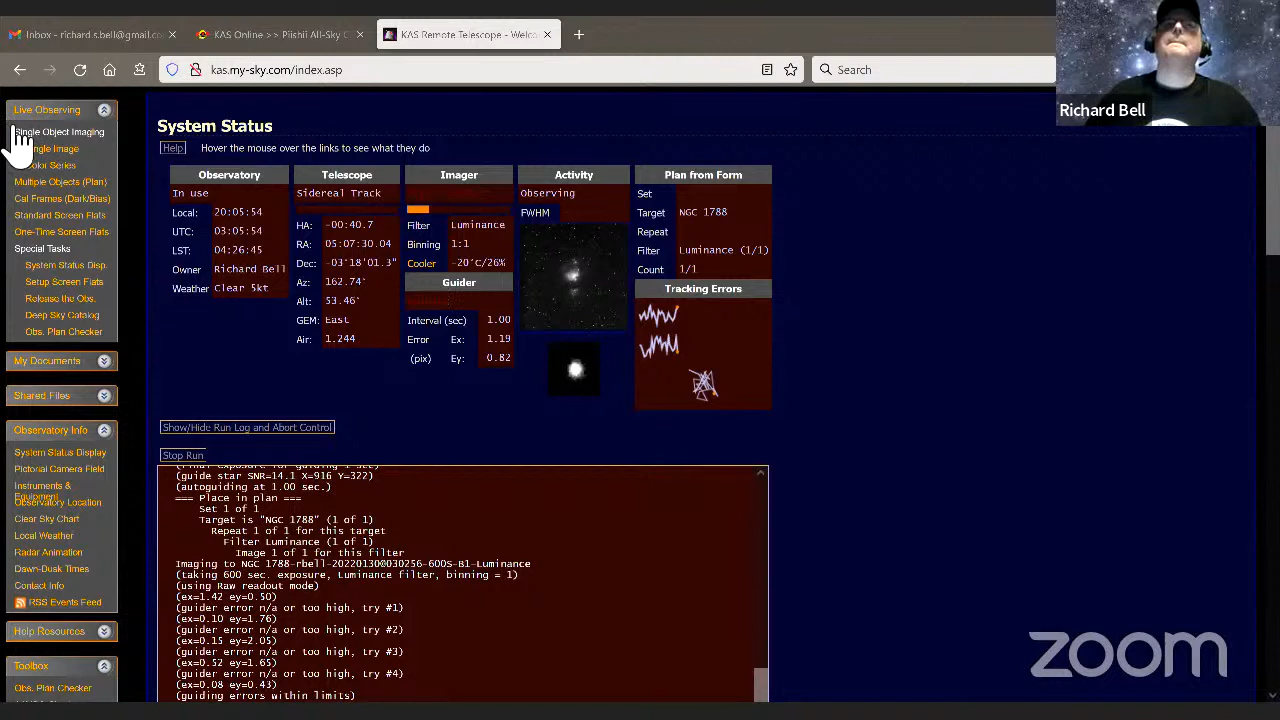 Inbox - richard.s.bell@gmail.co
KAS Online >> Piishii All-Sky C
KAS Remote Telescope - Welco
kas.my-sky.com/index.asp
Search
Richard Bell
Live Observing
Single Object Imaging
Single Image
Color Series
Multiple Objects (Plan)
Cal Frames (Dark/Bias)
Standard Screen Flats
One-Time Screen Flats
Special Tasks
System Status Disp.
Setup Screen Flats
Release the Obs.
Deep Sky Catalog
Obs. Plan Checker
My Documents
Shared Files
Observatory Info
System Status Display
Pictorial Camera Field
Instruments &
Equipment
Observatory Location
Clear Sky Chart
Local Weather
Radar Animation
Dawn-Dusk Times
Contact Info
RSS Events Feed
Help Resources
Toolbox
Obs. Plan Checker
System Status
Help Hover the mouse over the links to see what they do
Observatory
In use
Local: 20:05:54
UTC: 03:05:54
LST: 04:26:45
Owner Richard Bell
Weather Clear 5kt
Telescope
Sidereal Track
HA: -00:40.7
RA: 05:07:30.04
Dec: -03°18'01.3"
Az: 162.74°
Alt: 53.46°
GEM: East
Air: 1.244
Imager
Filter Luminance
Binning 1:1
Cooler -20°C/26%
Guider
Interval (sec) 1.00
Error Ex: 1.19
(pix) Ey: 0.82
Activity
Observing
FWHM
Plan from Form
Set
Target NGC 1788
Repeat
Filter Luminance (1/1)
Count 1/1
Tracking Errors
Show/Hide Run Log and Abort Control
Stop Run
(final exposure for guiding 1 sec)
(guide star SNR=14.1 X=916 Y=322)
(autoguiding at 1.00 sec.)
=== Place in plan ===
Set 1 of 1
Target is "NGC 1788" (1 of 1)
Repeat 1 of 1 for this target
Filter Luminance (1 of 1)
Image 1 of 1 for this filter
Imaging to NGC 1788-rbell-20220130@030256-600S-B1-Luminance
(taking 600 sec. exposure, Luminance filter, binning = 1)
(using Raw readout mode)
(ex=1.42 ey=0.50)
(guider error n/a or too high, try #1)
(ex=0.10 ey=1.76)
(guider error n/a or too high, try #2)
(ex=0.15 ey=2.05)
(guider error n/a or too high, try #3)
(ex=0.52 ey=1.65)
(guider error n/a or too high, try #4)
(ex=0.08 ey=0.43)
(guiding errors within limits)
zoom